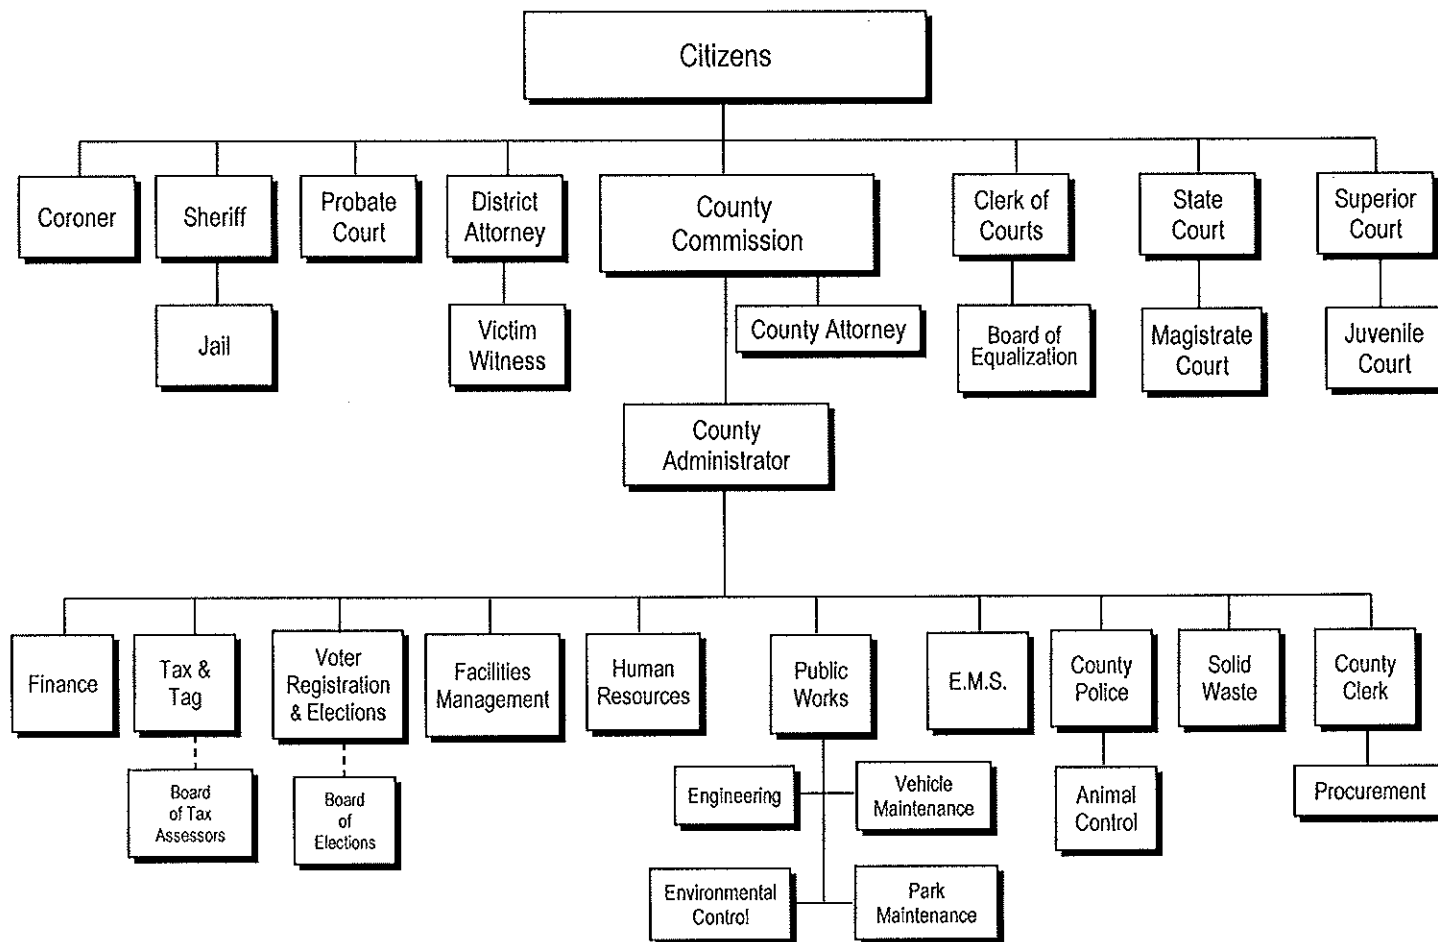 Citizens
Coroner
Sheriff
Probate
Court
District
Attorney
County
Commission
Clerk of
Courts
State
Court
Superior
Court
Jail
Victim
Witness
County Attorney
Board of
Equalization
Magistrate
Court
Juvenile
Court
County
Administrator
Finance
Tax &
Tag
Voter
Registration
& Elections
Facilities
Management
Human
Resources
Public
Works
E.M.S.
County
Police
Solid
Waste
County
Clerk
Board
of Tax
Assessors
Board
of
Elections
Engineering
Vehicle
Maintenance
Animal
Control
Procurement
Environmental
Control
Park
Maintenance